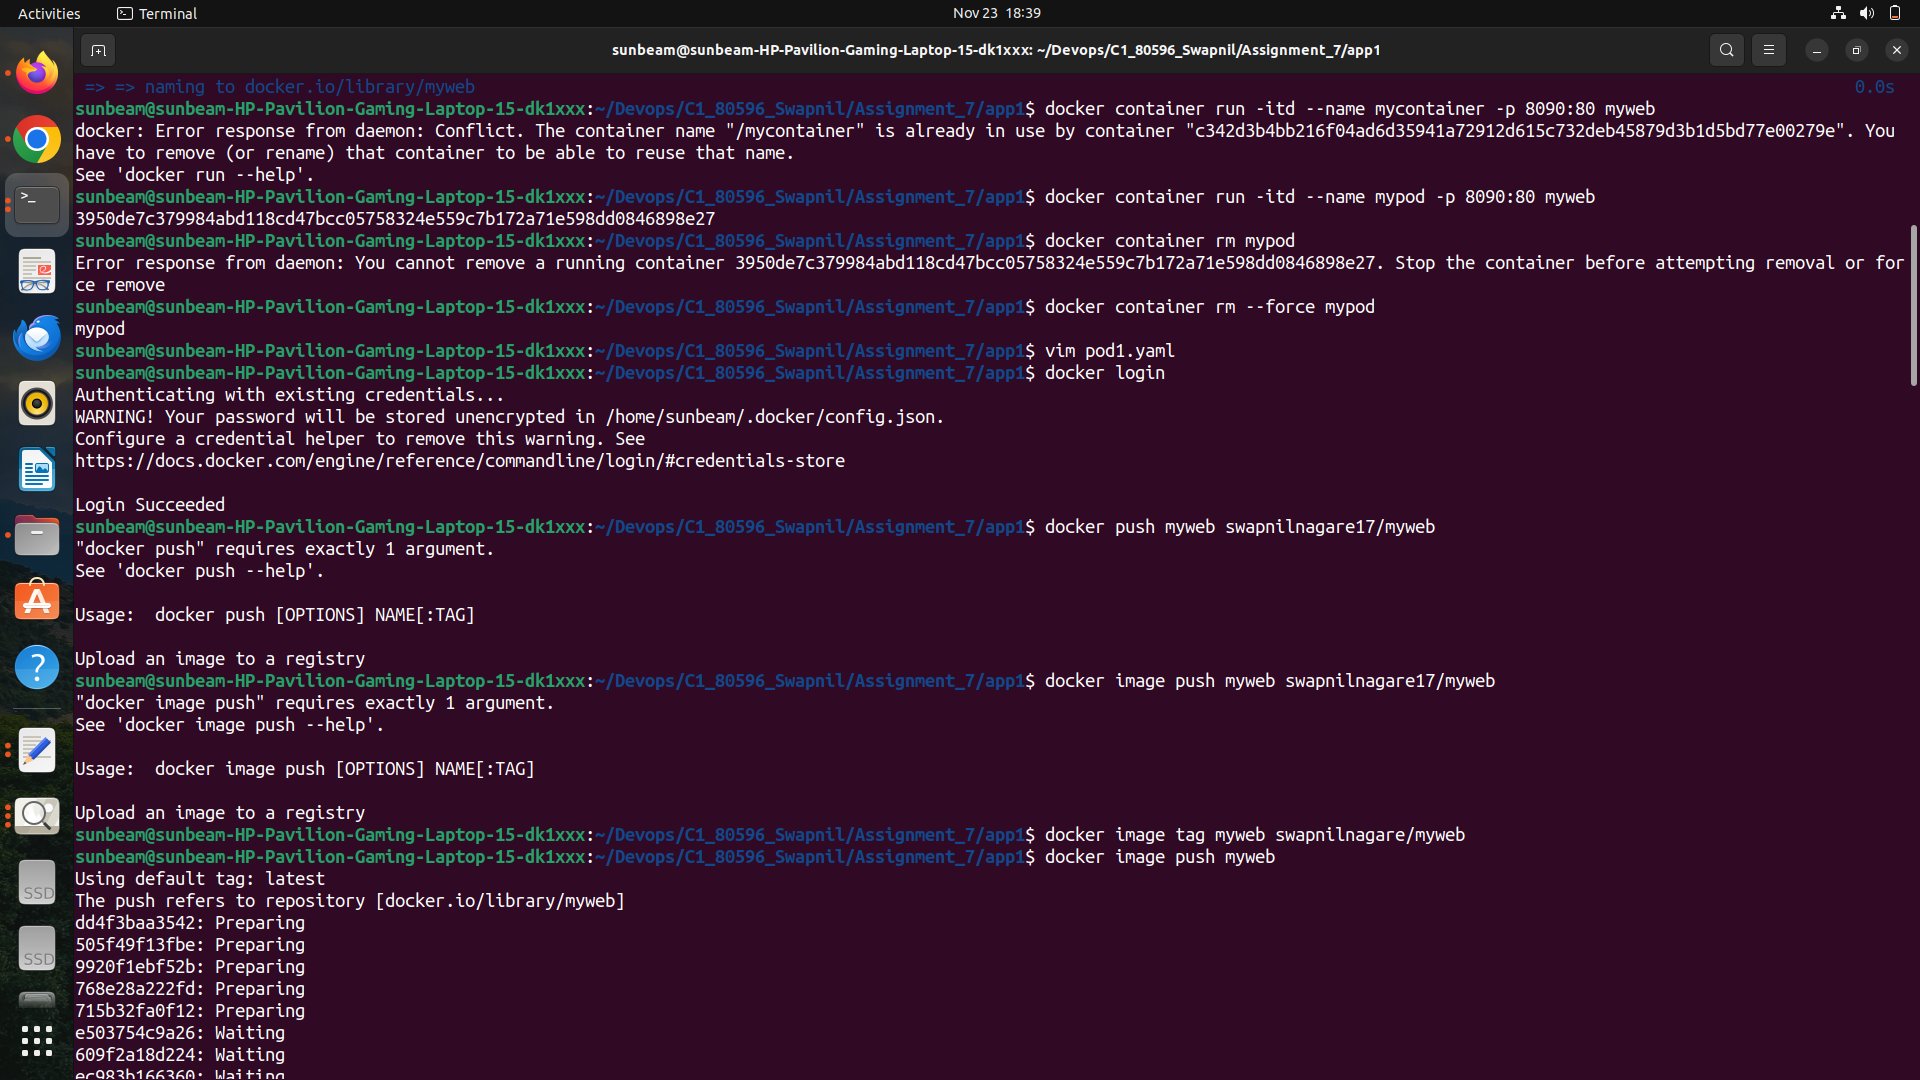 Activities
Terminal
Nov 23 18:39
sunbeam@sunbeam-HP-Pavilion-Gaming-Laptop-15-dk1xxx: ~/Devops/C1_80596_Swapnil/Assignment_7/app1
=> => naming to docker.io/library/myweb 0.0s
sunbeam@sunbeam-HP-Pavilion-Gaming-Laptop-15-dk1xxx:~/Devops/C1_80596_Swapnil/Assignment_7/app1$ docker container run -itd --name mycontainer -p 8090:80 myweb
docker: Error response from daemon: Conflict. The container name "/mycontainer" is already in use by container "c342d3b4bb216f04ad6d35941a72912d615c732deb45879d3b1d5bd77e00279e". You
have to remove (or rename) that container to be able to reuse that name.
See 'docker run --help'.
sunbeam@sunbeam-HP-Pavilion-Gaming-Laptop-15-dk1xxx:~/Devops/C1_80596_Swapnil/Assignment_7/app1$ docker container run -itd --name mypod -p 8090:80 myweb
3950de7c379984abd118cd47bcc05758324e559c7b172a71e598dd0846898e27
sunbeam@sunbeam-HP-Pavilion-Gaming-Laptop-15-dk1xxx:~/Devops/C1_80596_Swapnil/Assignment_7/app1$ docker container rm mypod
Error response from daemon: You cannot remove a running container 3950de7c379984abd118cd47bcc05758324e559c7b172a71e598dd0846898e27. Stop the container before attempting removal or for
ce remove
sunbeam@sunbeam-HP-Pavilion-Gaming-Laptop-15-dk1xxx:~/Devops/C1_80596_Swapnil/Assignment_7/app1$ docker container rm --force mypod
mypod
sunbeam@sunbeam-HP-Pavilion-Gaming-Laptop-15-dk1xxx:~/Devops/C1_80596_Swapnil/Assignment_7/app1$ vim pod1.yaml
sunbeam@sunbeam-HP-Pavilion-Gaming-Laptop-15-dk1xxx:~/Devops/C1_80596_Swapnil/Assignment_7/app1$ docker login
Authenticating with existing credentials...
WARNING! Your password will be stored unencrypted in /home/sunbeam/.docker/config.json.
Configure a credential helper to remove this warning. See
https://docs.docker.com/engine/reference/commandline/login/#credentials-store
Login Succeeded
sunbeam@sunbeam-HP-Pavilion-Gaming-Laptop-15-dk1xxx:~/Devops/C1_80596_Swapnil/Assignment_7/app1$ docker push myweb swapnilnagare17/myweb
"docker push" requires exactly 1 argument.
See 'docker push --help'.
Usage:  docker push [OPTIONS] NAME[:TAG]
Upload an image to a registry
sunbeam@sunbeam-HP-Pavilion-Gaming-Laptop-15-dk1xxx:~/Devops/C1_80596_Swapnil/Assignment_7/app1$ docker image push myweb swapnilnagare17/myweb
"docker image push" requires exactly 1 argument.
See 'docker image push --help'.
Usage:  docker image push [OPTIONS] NAME[:TAG]
Upload an image to a registry
sunbeam@sunbeam-HP-Pavilion-Gaming-Laptop-15-dk1xxx:~/Devops/C1_80596_Swapnil/Assignment_7/app1$ docker image tag myweb swapnilnagare/myweb
sunbeam@sunbeam-HP-Pavilion-Gaming-Laptop-15-dk1xxx:~/Devops/C1_80596_Swapnil/Assignment_7/app1$ docker image push myweb
Using default tag: latest
The push refers to repository [docker.io/library/myweb]
dd4f3baa3542: Preparing
505f49f13fbe: Preparing
9920f1ebf52b: Preparing
768e28a222fd: Preparing
715b32fa0f12: Preparing
e503754c9a26: Waiting
609f2a18d224: Waiting
ec983b166360: Waiting
SSD
SSD